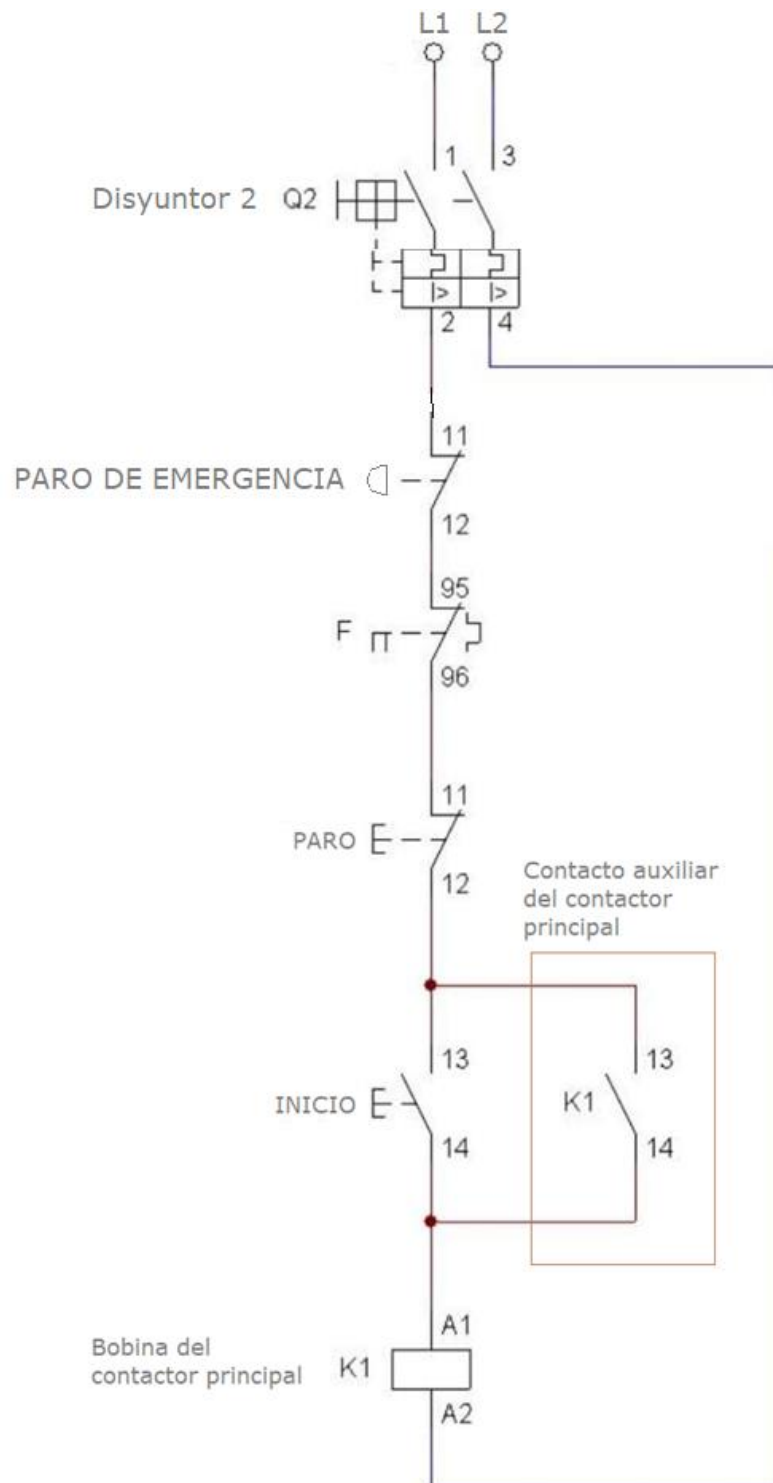 L1 L2
1 3
Disyuntor 2 Q2
2 4
11
PARO DE EMERGENCIA
12
95
F
96
11
PARO
12
Contacto auxiliar
del contactor
principal
13 13
INICIO K1
14 14
A1
Bobina del
contactor principal K1
A2